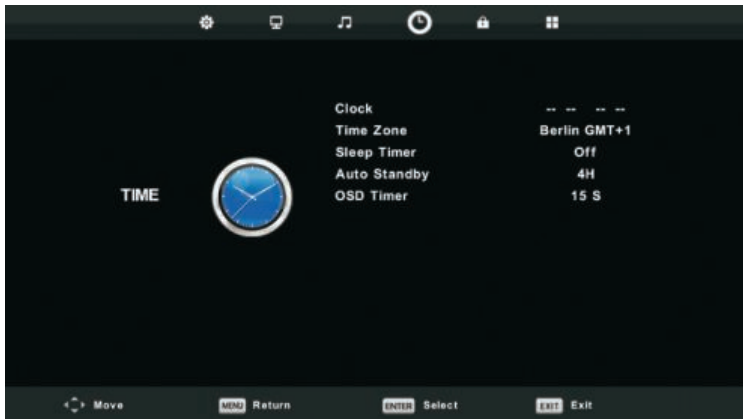 Clock -- -- -- --
Time Zone Berlin GMT+1
Sleep Timer Off
Auto Standby 4H
TIME
OSD Timer 15 S
Move MENU Return ENTER Select EXIT Exit